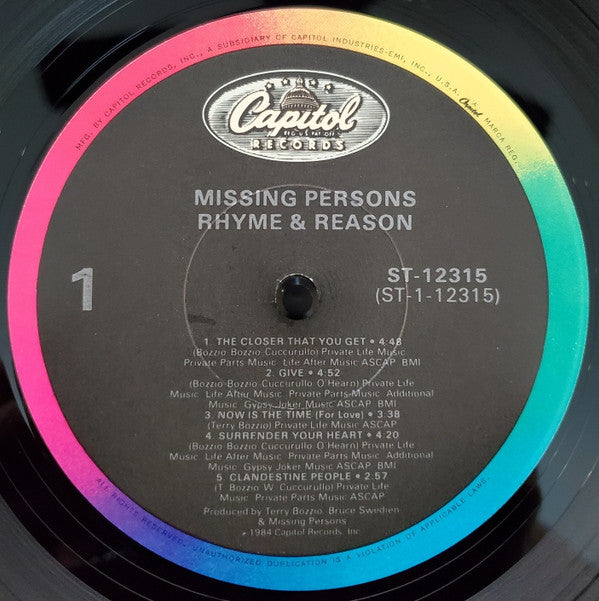 MFG. BY CAPITOL RECORDS, INC., A SUBSIDIARY OF CAPITOL INDUSTRIES-EMI, INC., U.S.A. Capitol MARCA REG.
Capitol
REG. U.S. PAT. OFF.
RECORDS
MISSING PERSONS
RHYME & REASON
1
ST-12315
(ST-1-12315)
1. THE CLOSER THAT YOU GET • 4:48
(Bozzio Bozzio Cuccurullo) Private Life Music
Private Parts Music Life After Music ASCAP BMI
2. GIVE • 4:52
(Bozzio Bozzio Cuccurullo O'Hearn) Private Life
Music Life After Music Private Parts Music Additional
Music Gypsy Joker Music ASCAP BMI
3. NOW IS THE TIME (For Love) • 3:38
(Terry Bozzio) Private Life Music ASCAP
4. SURRENDER YOUR HEART • 4:20
(Bozzio Bozzio Cuccurullo O'Hearn) Private Life
Music Life After Music Private Parts Music Additional
Music Gypsy Joker Music ASCAP BMI
5. CLANDESTINE PEOPLE • 2:57
(T. Bozzio W. Cuccurullo) Private Life
Music Private Parts Music ASCAP
Produced by Terry Bozzio, Bruce Swedien
& Missing Persons
℗1984 Capitol Records, Inc.
ALL RIGHTS RESERVED. UNAUTHORIZED DUPLICATION IS A VIOLATION OF APPLICABLE LAWS.